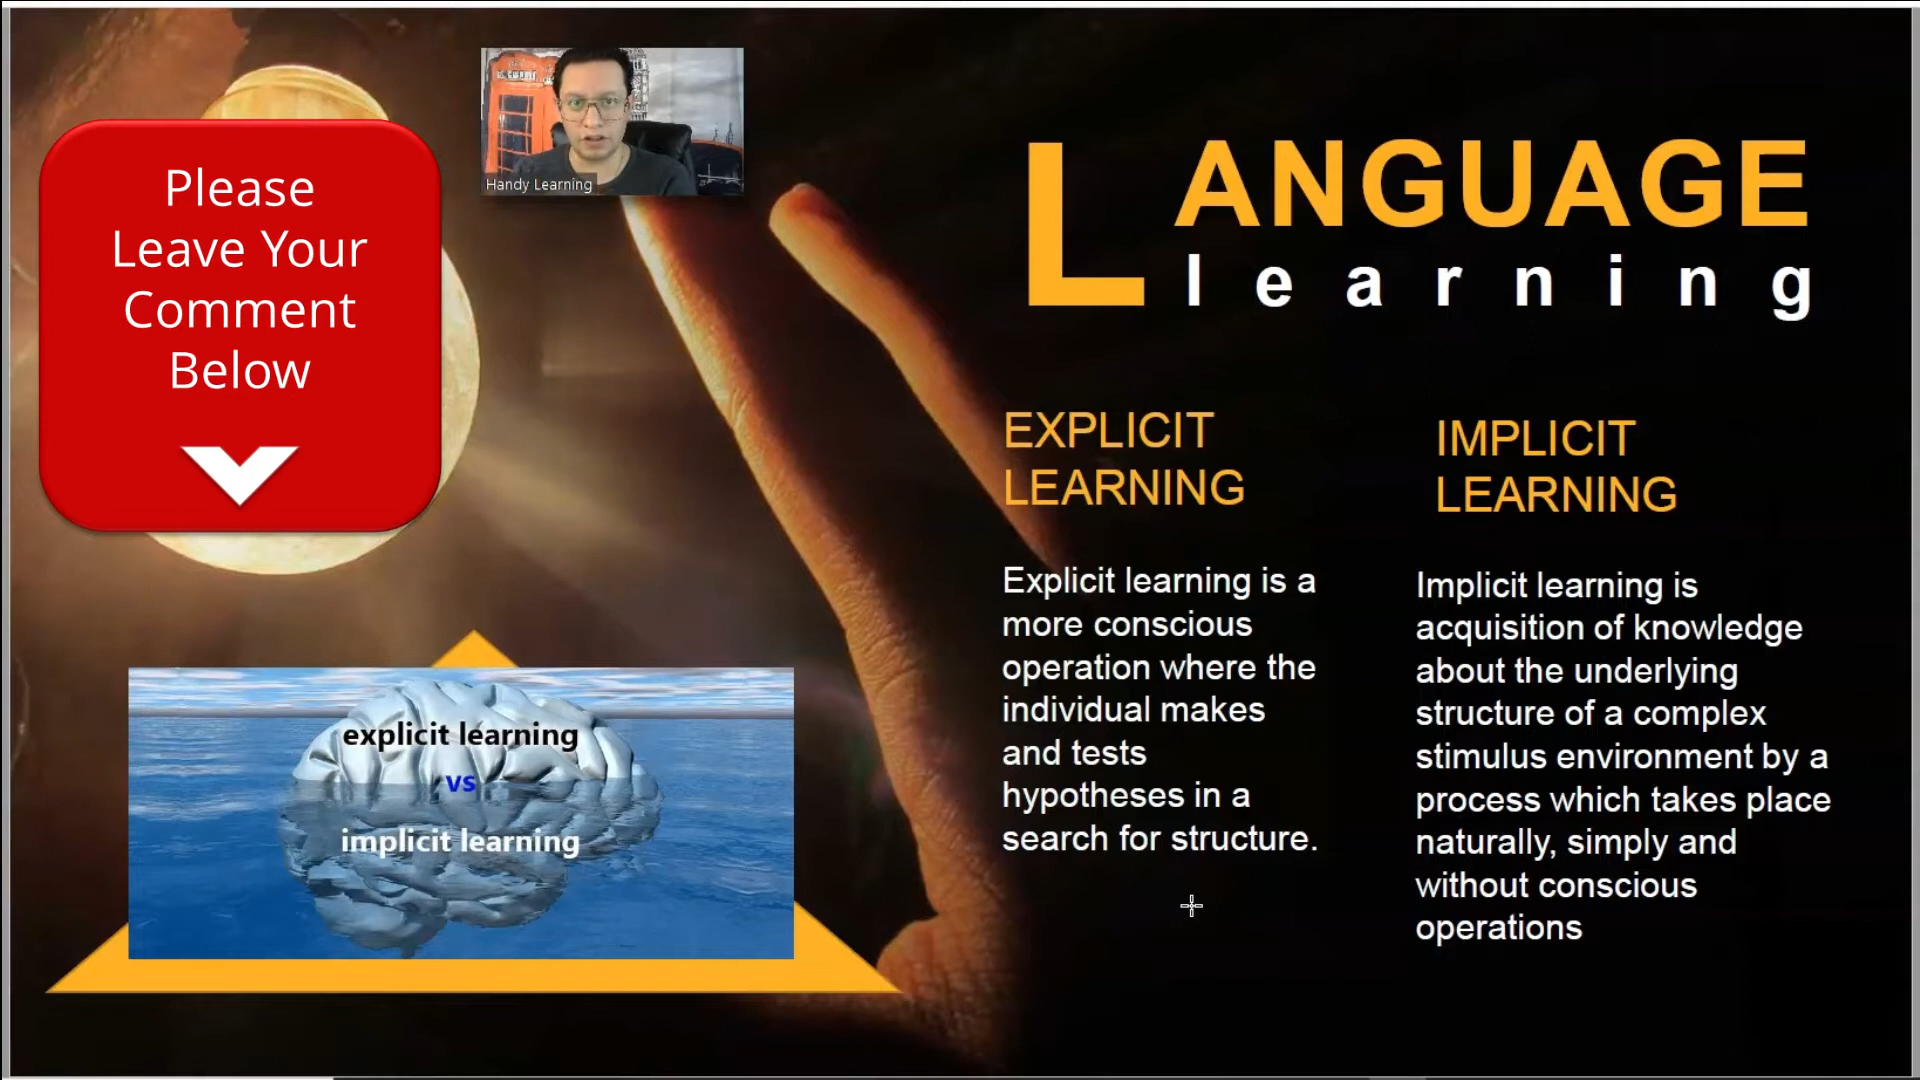 Please
Leave Your
Comment
Below
Handy Learning
LANGUAGE
learning
EXPLICIT
LEARNING
Explicit learning is a
more conscious
operation where the
individual makes
and tests
hypotheses in a
search for structure.
IMPLICIT
LEARNING
Implicit learning is
acquisition of knowledge
about the underlying
structure of a complex
stimulus environment by a
process which takes place
naturally, simply and
without conscious
operations
explicit learning
vs
implicit learning